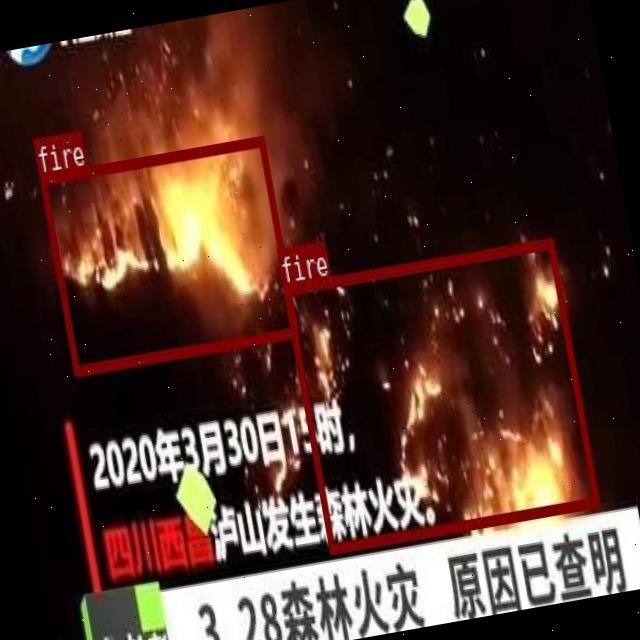 fire
fire
2020年3月30日15时，
四川西昌泸山发生森林火灾。
3 28森林火灾 原因已查明